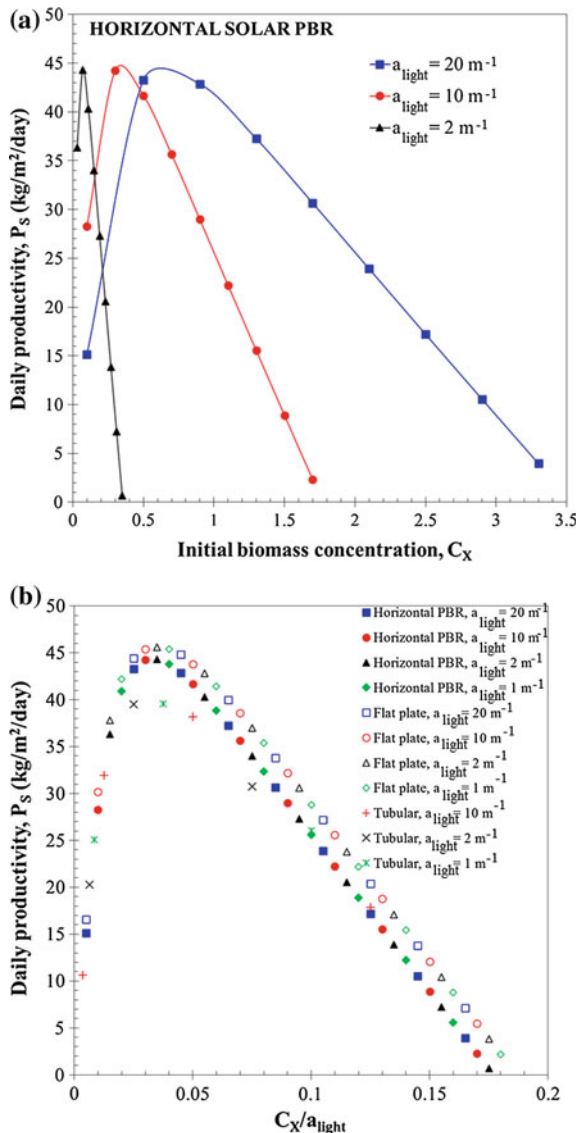 (a)
HORIZONTAL SOLAR PBR
a_light = 20 m⁻¹
a_light = 10 m⁻¹
a_light = 2 m⁻¹
Daily productivity, P_S (kg/m²/day)
50
45
40
35
30
25
20
15
10
5
0
0 0.5 1 1.5 2 2.5 3 3.5
Initial biomass concentration, C_X
(b)
Horizontal PBR, a_light = 20 m⁻¹
Horizontal PBR, a_light = 10 m⁻¹
Horizontal PBR, a_light = 2 m⁻¹
Horizontal PBR, a_light = 1 m⁻¹
Flat plate, a_light = 20 m⁻¹
Flat plate, a_light = 10 m⁻¹
Flat plate, a_light = 2 m⁻¹
Flat plate, a_light = 1 m⁻¹
Tubular, a_light = 10 m⁻¹
Tubular, a_light = 2 m⁻¹
Tubular, a_light = 1 m⁻¹
Daily productivity, P_S (kg/m²/day)
50
45
40
35
30
25
20
15
10
5
0
0 0.05 0.1 0.15 0.2
C_X/a_light